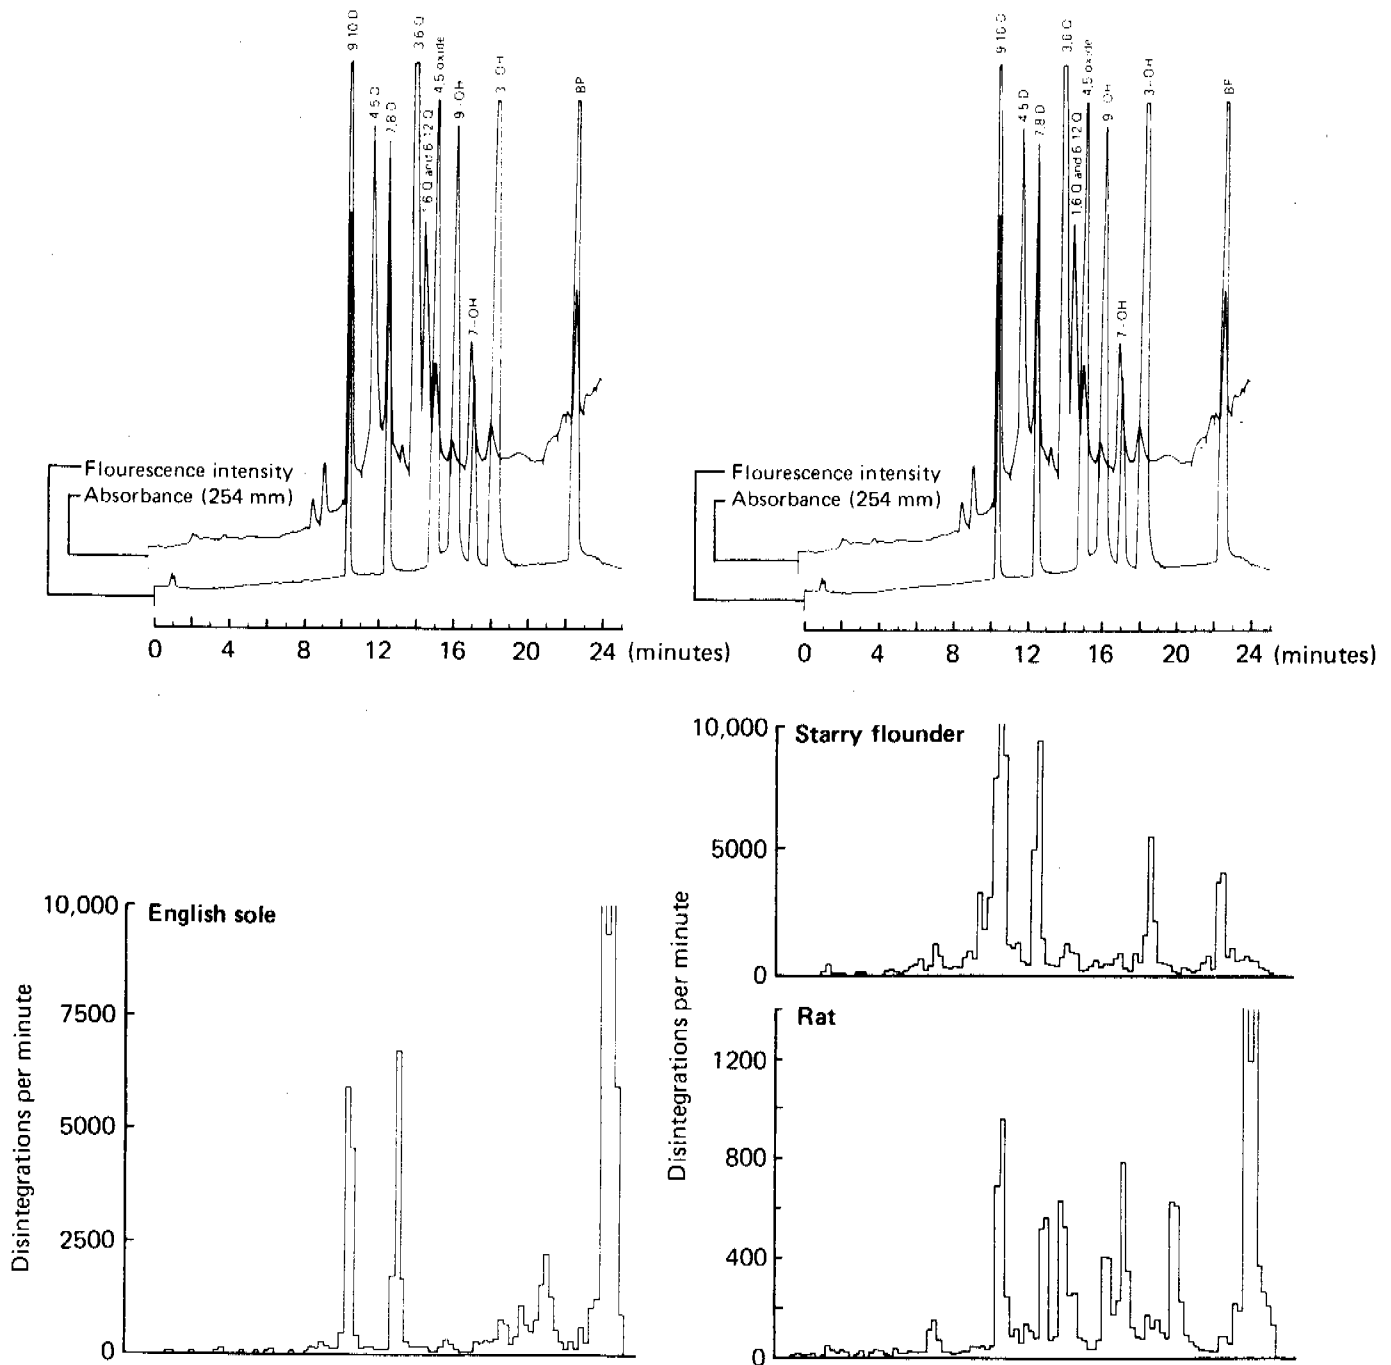 9 10 D
4 5 D
7,8 D
3 6 Q
1 6 Q and 6 12 Q
4,5 oxide
9 -OH
7 -OH
3 -OH
BP
Flourescence intensity
Absorbance (254 mm)
0 4 8 12 16 20 24 (minutes)
9 10 D
4 5 D
7,8 D
3,6 Q
1,6 Q and 6 12 Q
4,5 oxide
9 -OH
7 -OH
3 -OH
BP
Flourescence intensity
Absorbance (254 mm)
0 4 8 12 16 20 24 (minutes)
English sole
10,000
7500
5000
2500
0
Disintegrations per minute
Starry flounder
10,000
5000
0
Rat
1200
800
400
0
Disintegrations per minute